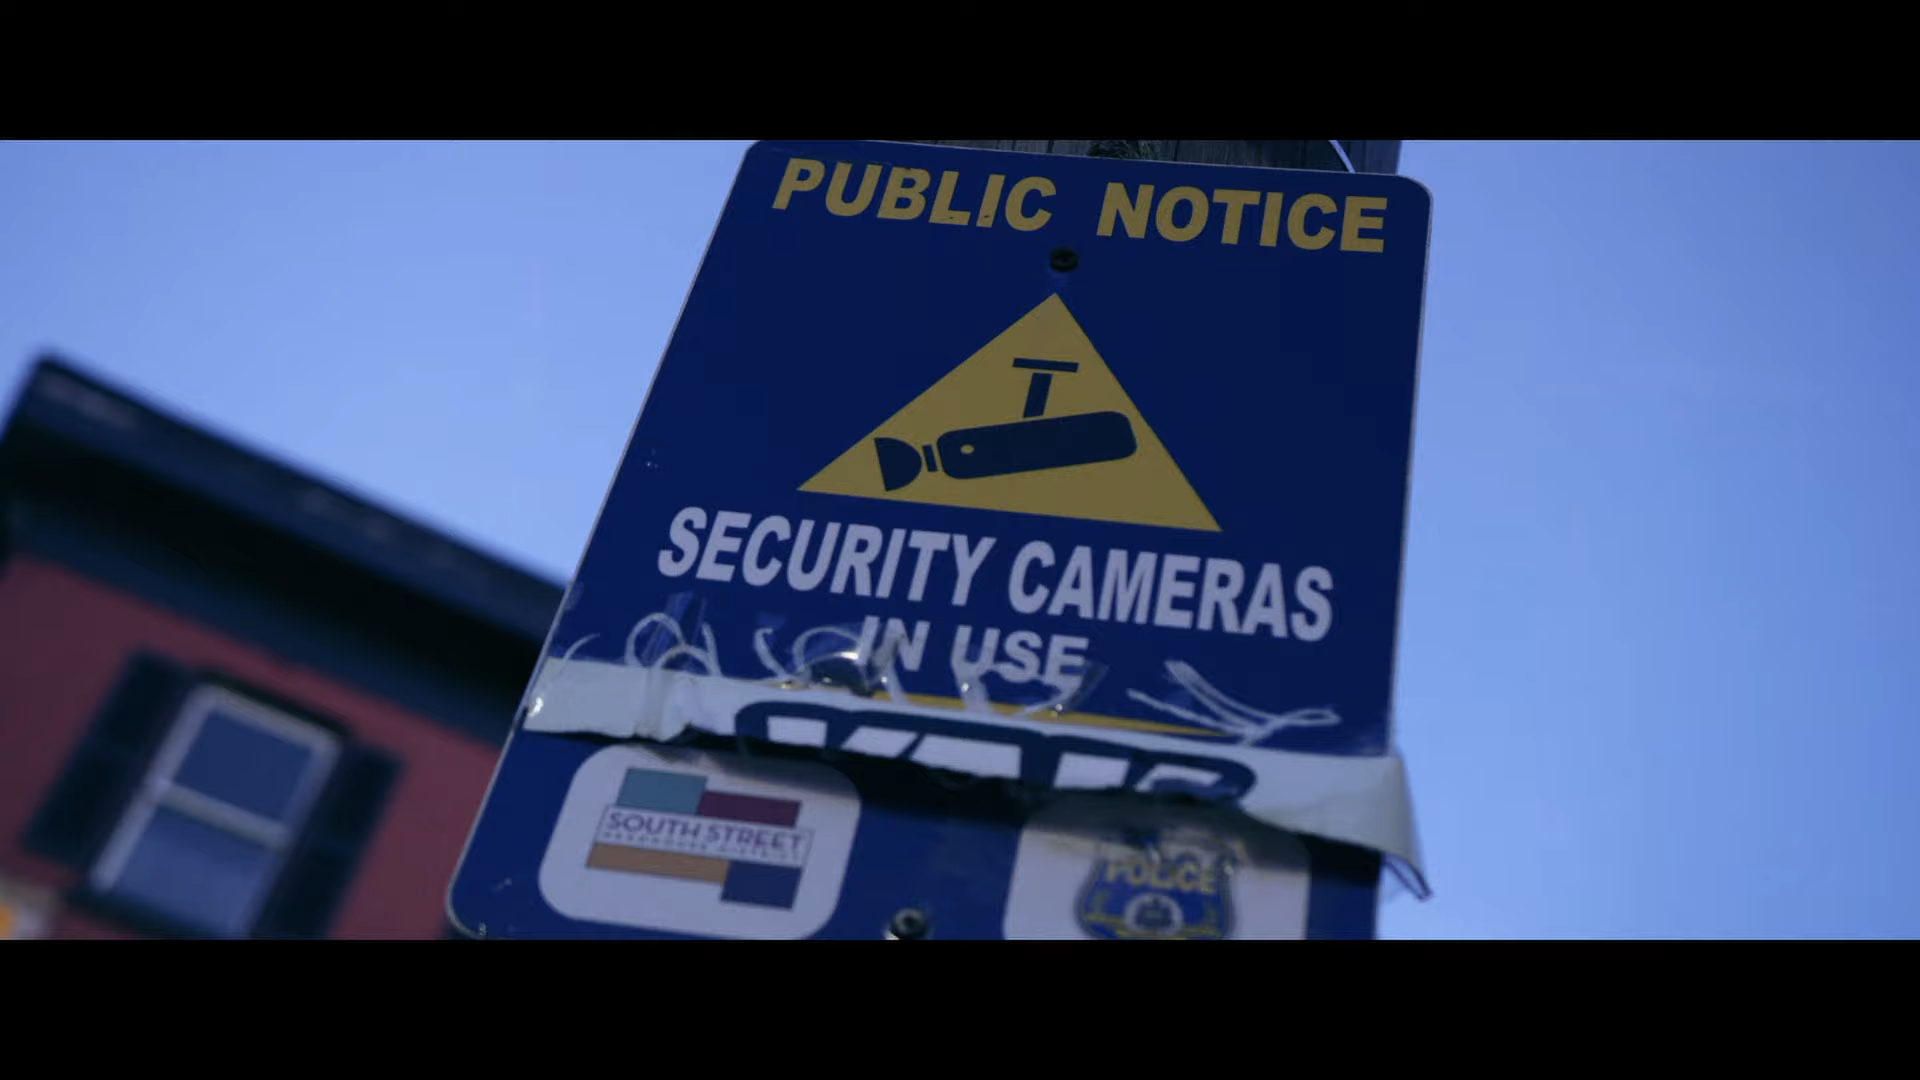 PUBLIC NOTICE
SECURITY CAMERAS
IN USE
SOUTH STREET
POLICE